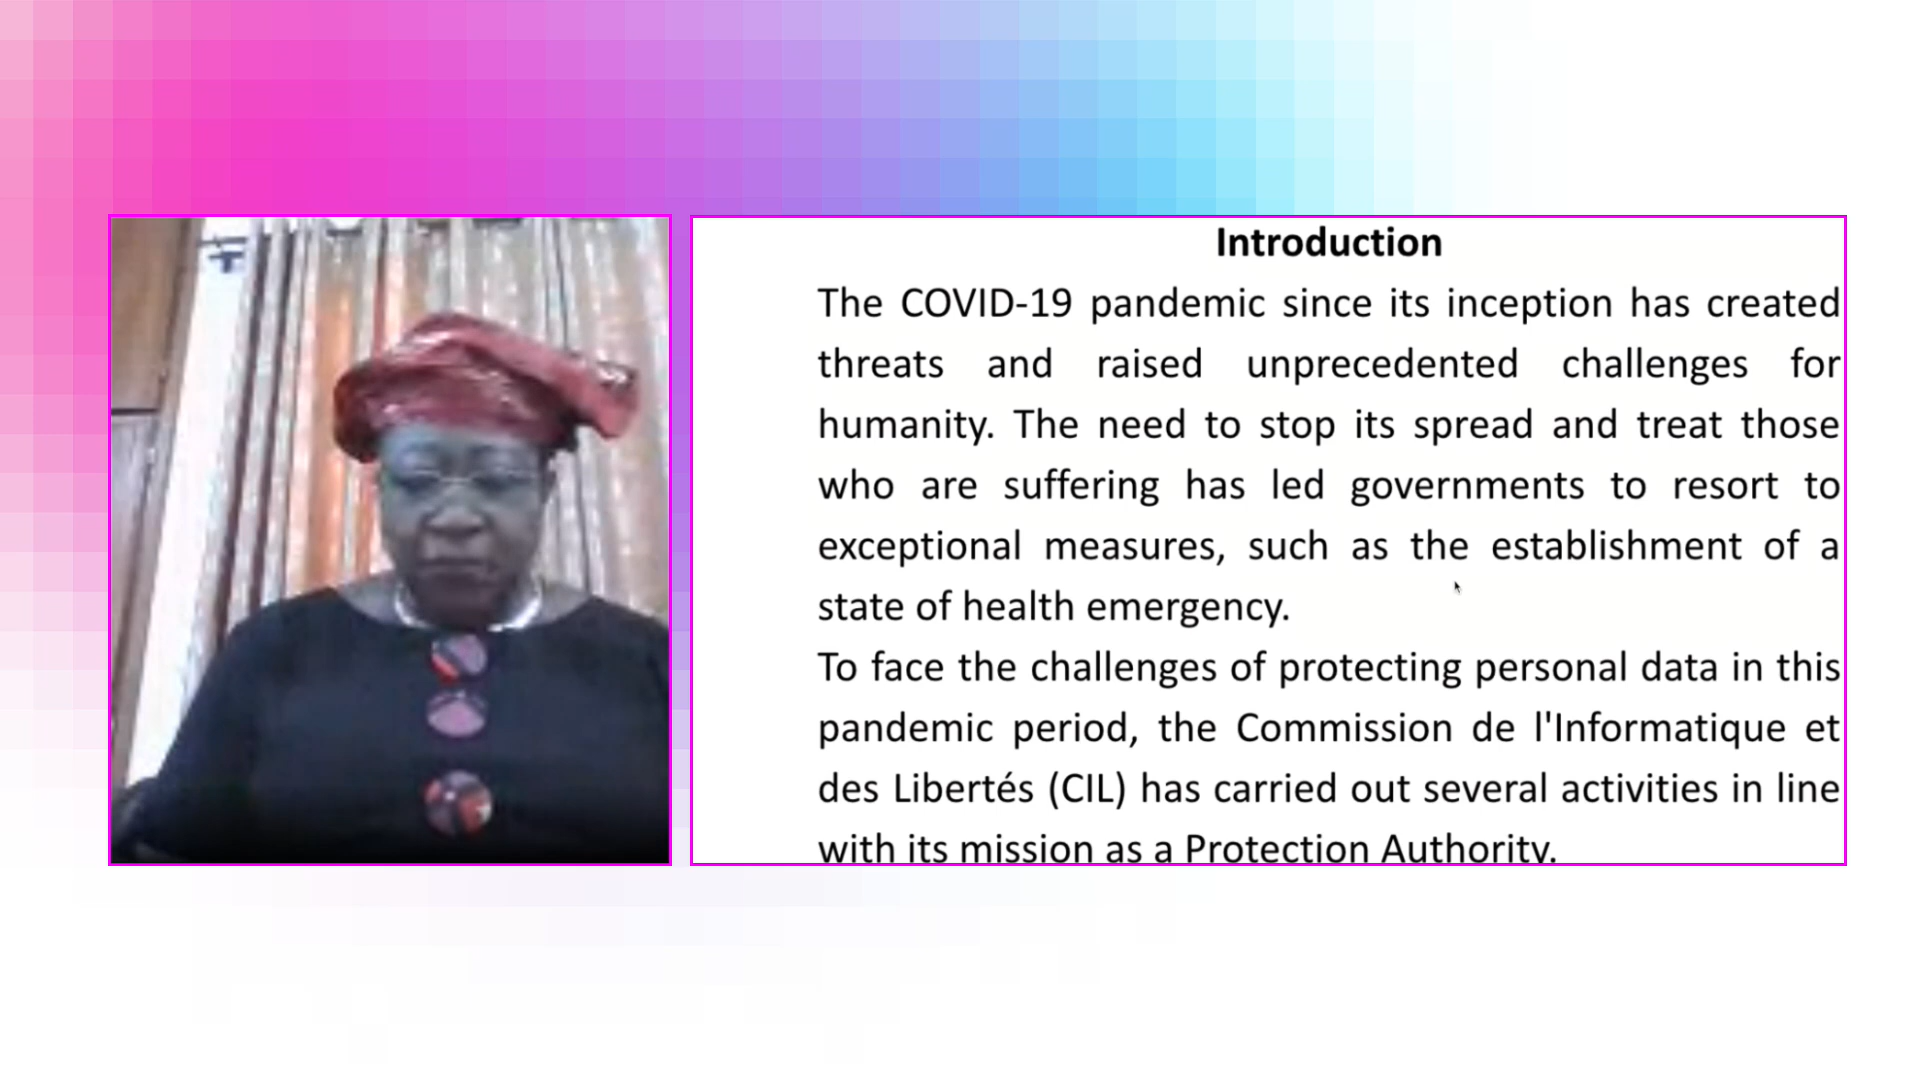 Introduction
The COVID-19 pandemic since its inception has created
threats and raised unprecedented challenges for
humanity. The need to stop its spread and treat those
who are suffering has led governments to resort to
exceptional measures, such as the establishment of a
state of health emergency.
To face the challenges of protecting personal data in this
pandemic period, the Commission de l'Informatique et
des Libertés (CIL) has carried out several activities in line
with its mission as a Protection Authority.